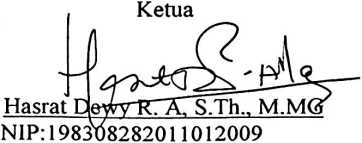 Ketua
Hasrat Dewy R. A, S.Th., M.MG
NIP:198308282011012009